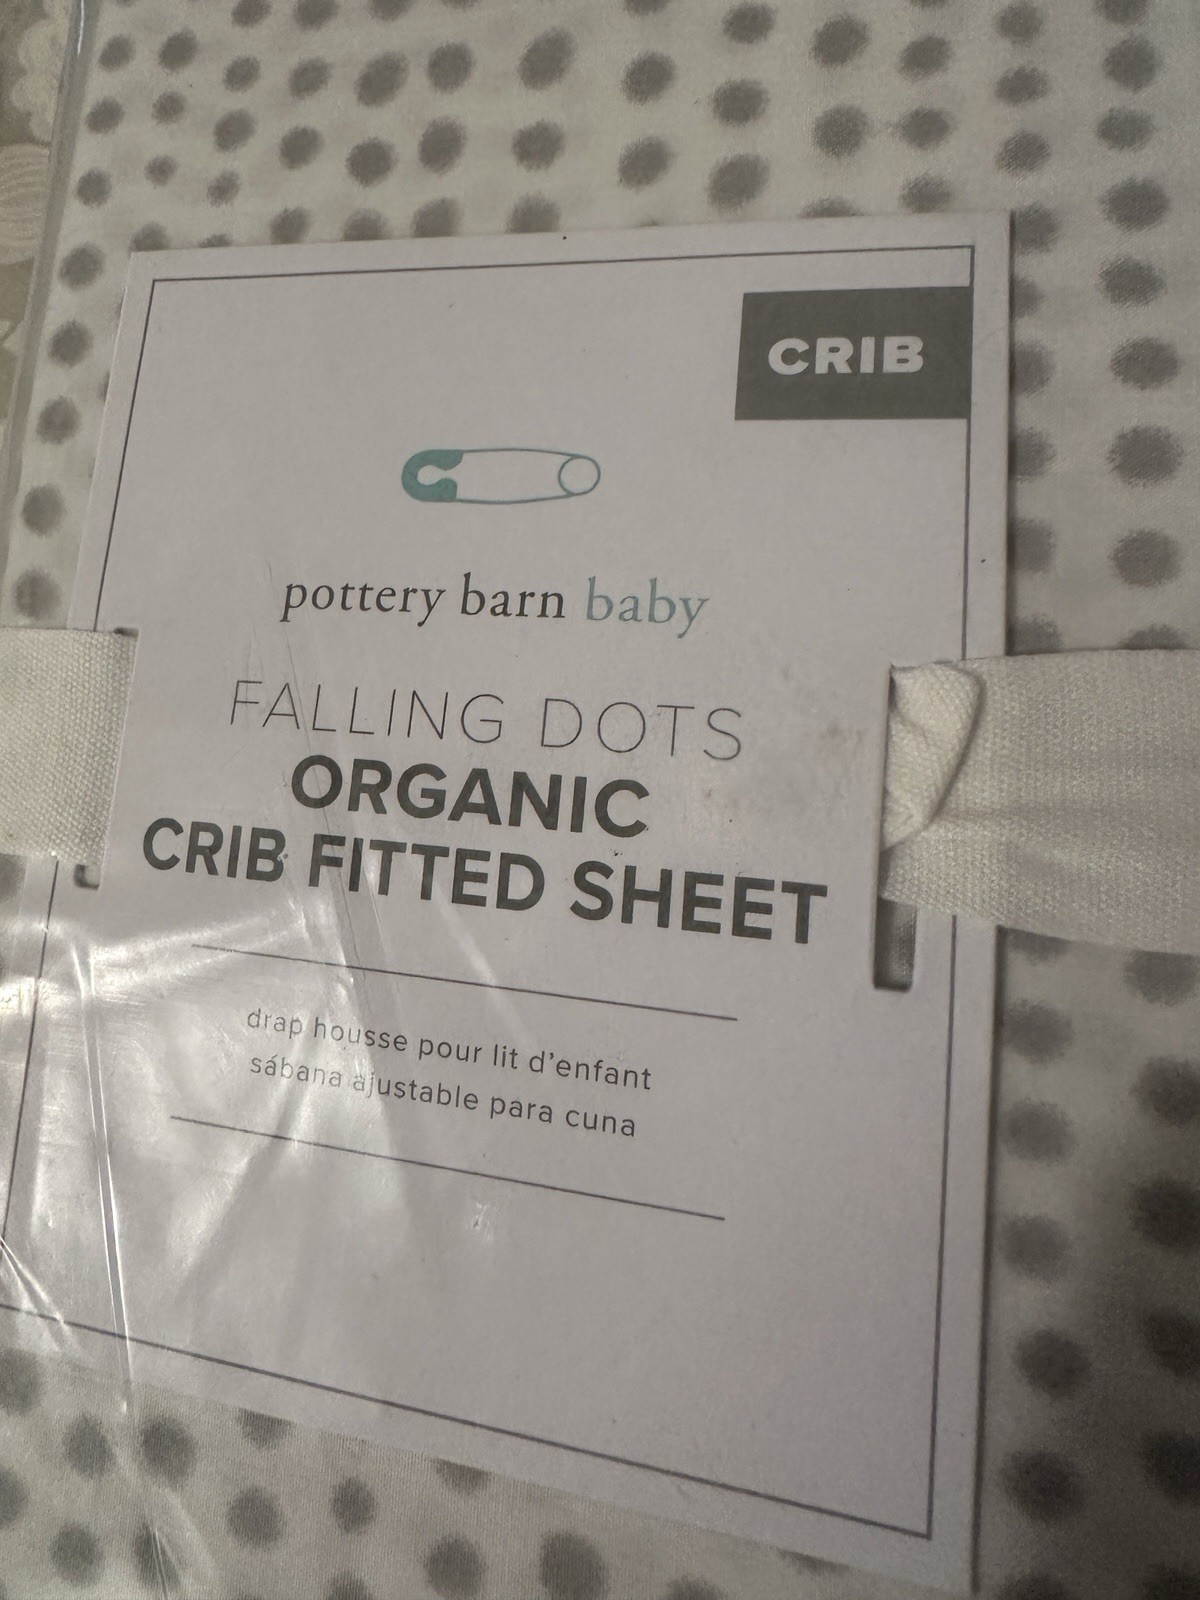 CRIB
pottery barn baby
FALLING DOTS
ORGANIC
CRIB FITTED SHEET
drap housse pour lit d'enfant
sábana ajustable para cuna